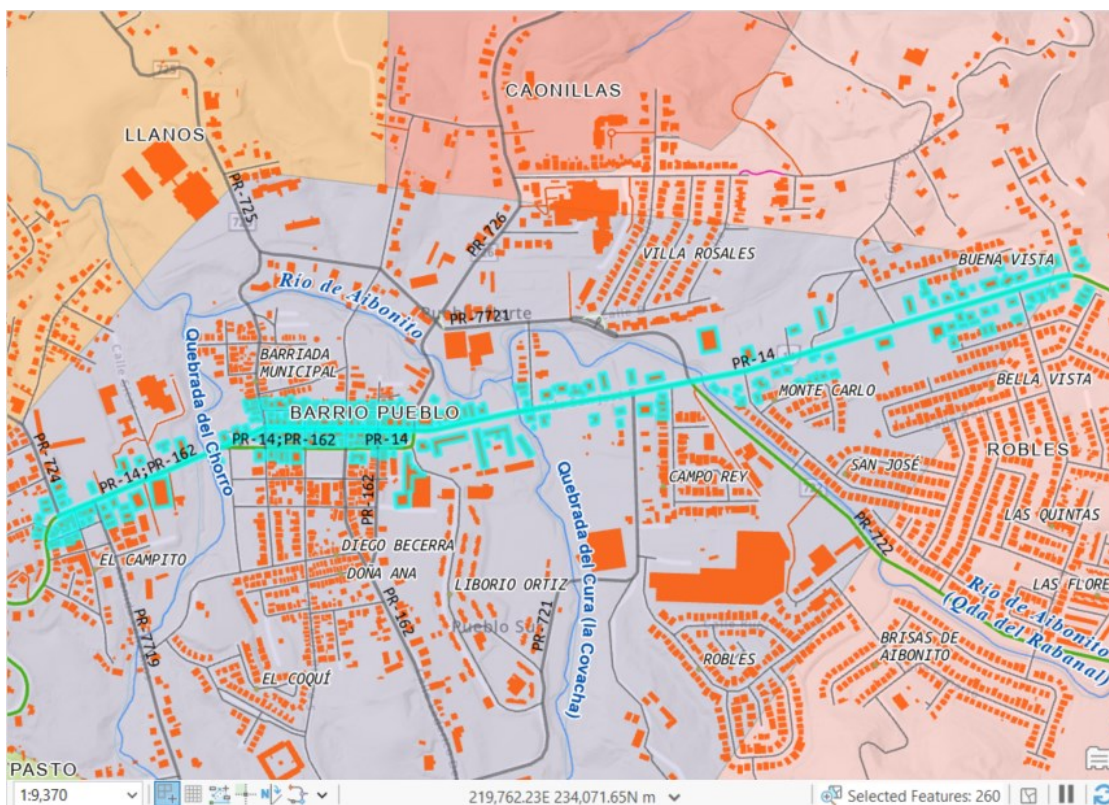 CAONILLAS
LLANOS
PR-725
PR-726
VILLA ROSALES
BUENA VISTA
Río de Aibonito
PR-7721
PR-14
BARRIADA
MUNICIPAL
BELLA VISTA
MONTE CARLO
BARRIO PUEBLO
Quebrada del Chorro
PR-14;PR-162
PR-14
PR-14;PR-162
PR-724
SAN JOSÉ
ROBLES
CAMPO REY
PR-162
LAS QUINTAS
PR-722
EL CAMPITO
DIEGO BECERRA
DOÑA ANA
LIBORIO ORTIZ
Quebrada del Cura (la Covacha)
LAS FLORE
Río de Aibonito
(Qda del Rabanal)
PR-7719
PR-162
Pueblo Sur
PR-721
BRISAS DE
AIBONITO
ROBLES
EL COQUÍ
PASTO
1:9,370
219,762.23E 234,071.65N m
Selected Features: 260